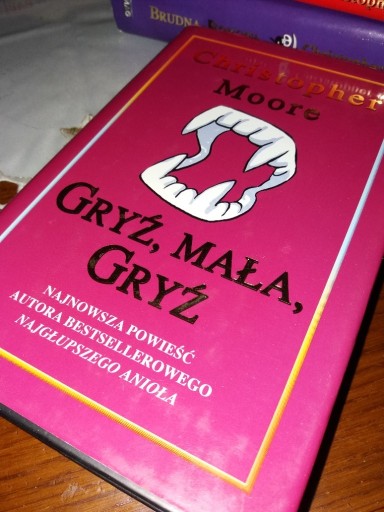 BRUDNA
Christopher
Moore
GRYŹ, MAŁA,
GRYŹ
NAJNOWSZA POWIEŚĆ
AUTORA BESTSELLEROWEGO
NAJGŁUPSZEGO ANIOŁA